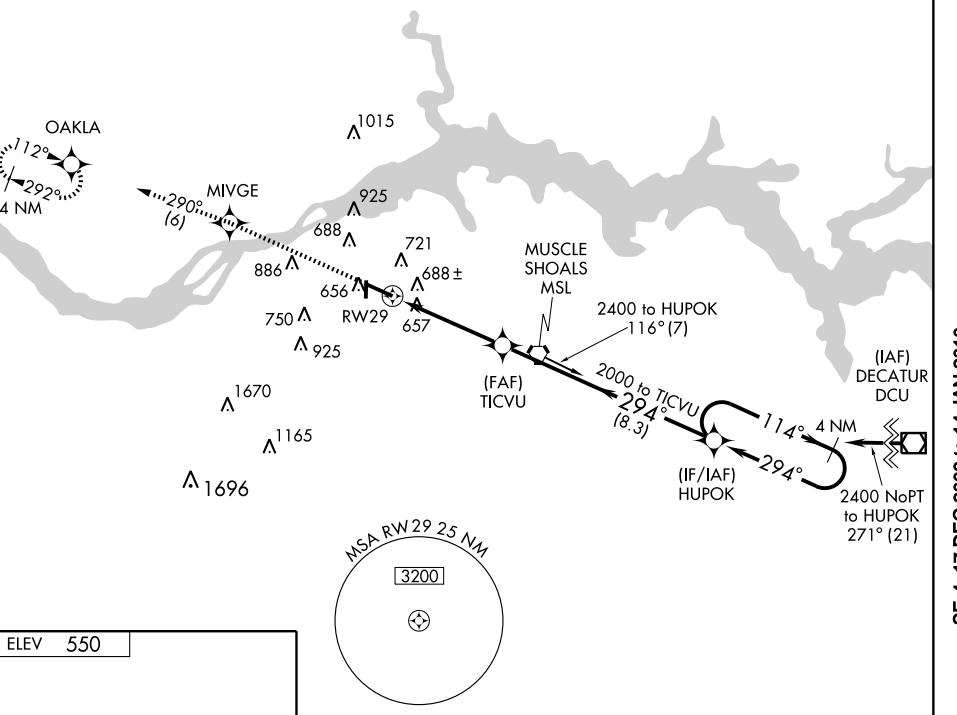 1015
OAKLA
112°
292°
4 NM
MIVGE
290°
(6)
925
688
721
886
688 ±
656
RW29
657
750
925
MUSCLE
SHOALS
MSL
2400 to HUPOK
116° (7)
(FAF)
TICVU
2000 to TICVU
294°
(8.3)
(IAF)
DECATUR
DCU
1670
1165
1696
114°
4 NM
294°
(IF/IAF)
HUPOK
2400 NoPT
to HUPOK
271° (21)
MSA RW29 25 NM
3200
ELEV 550